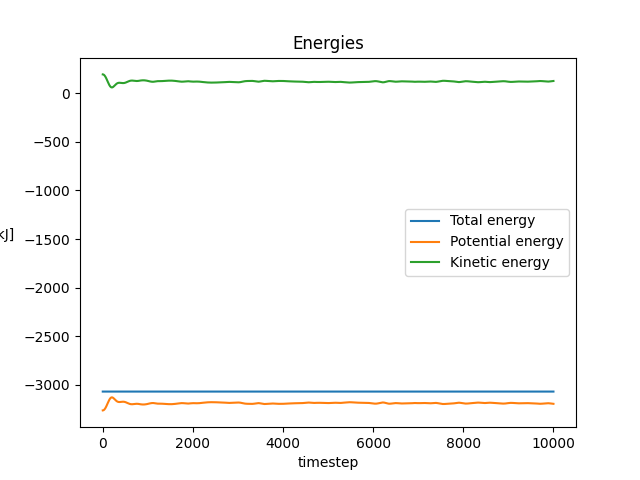 Energies
0
−500
−1000
−1500
−2000
−2500
−3000
kJ]
Total energy
Potential energy
Kinetic energy
0
2000
4000
6000
8000
10000
timestep